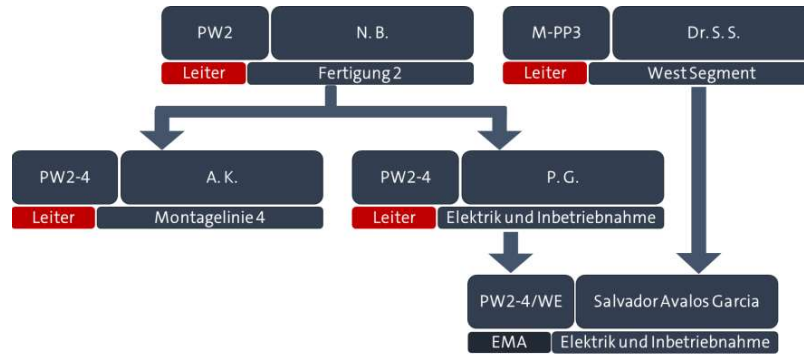 PW2 N. B. M-PP3 Dr. S. S.
Leiter Fertigung 2 Leiter West Segment
PW2-4 A. K. PW2-4 P. G.
Leiter Montagelinie 4 Leiter Elektrik und Inbetriebnahme
PW2-4/WE Salvador Avalos Garcia
EMA Elektrik und Inbetriebnahme